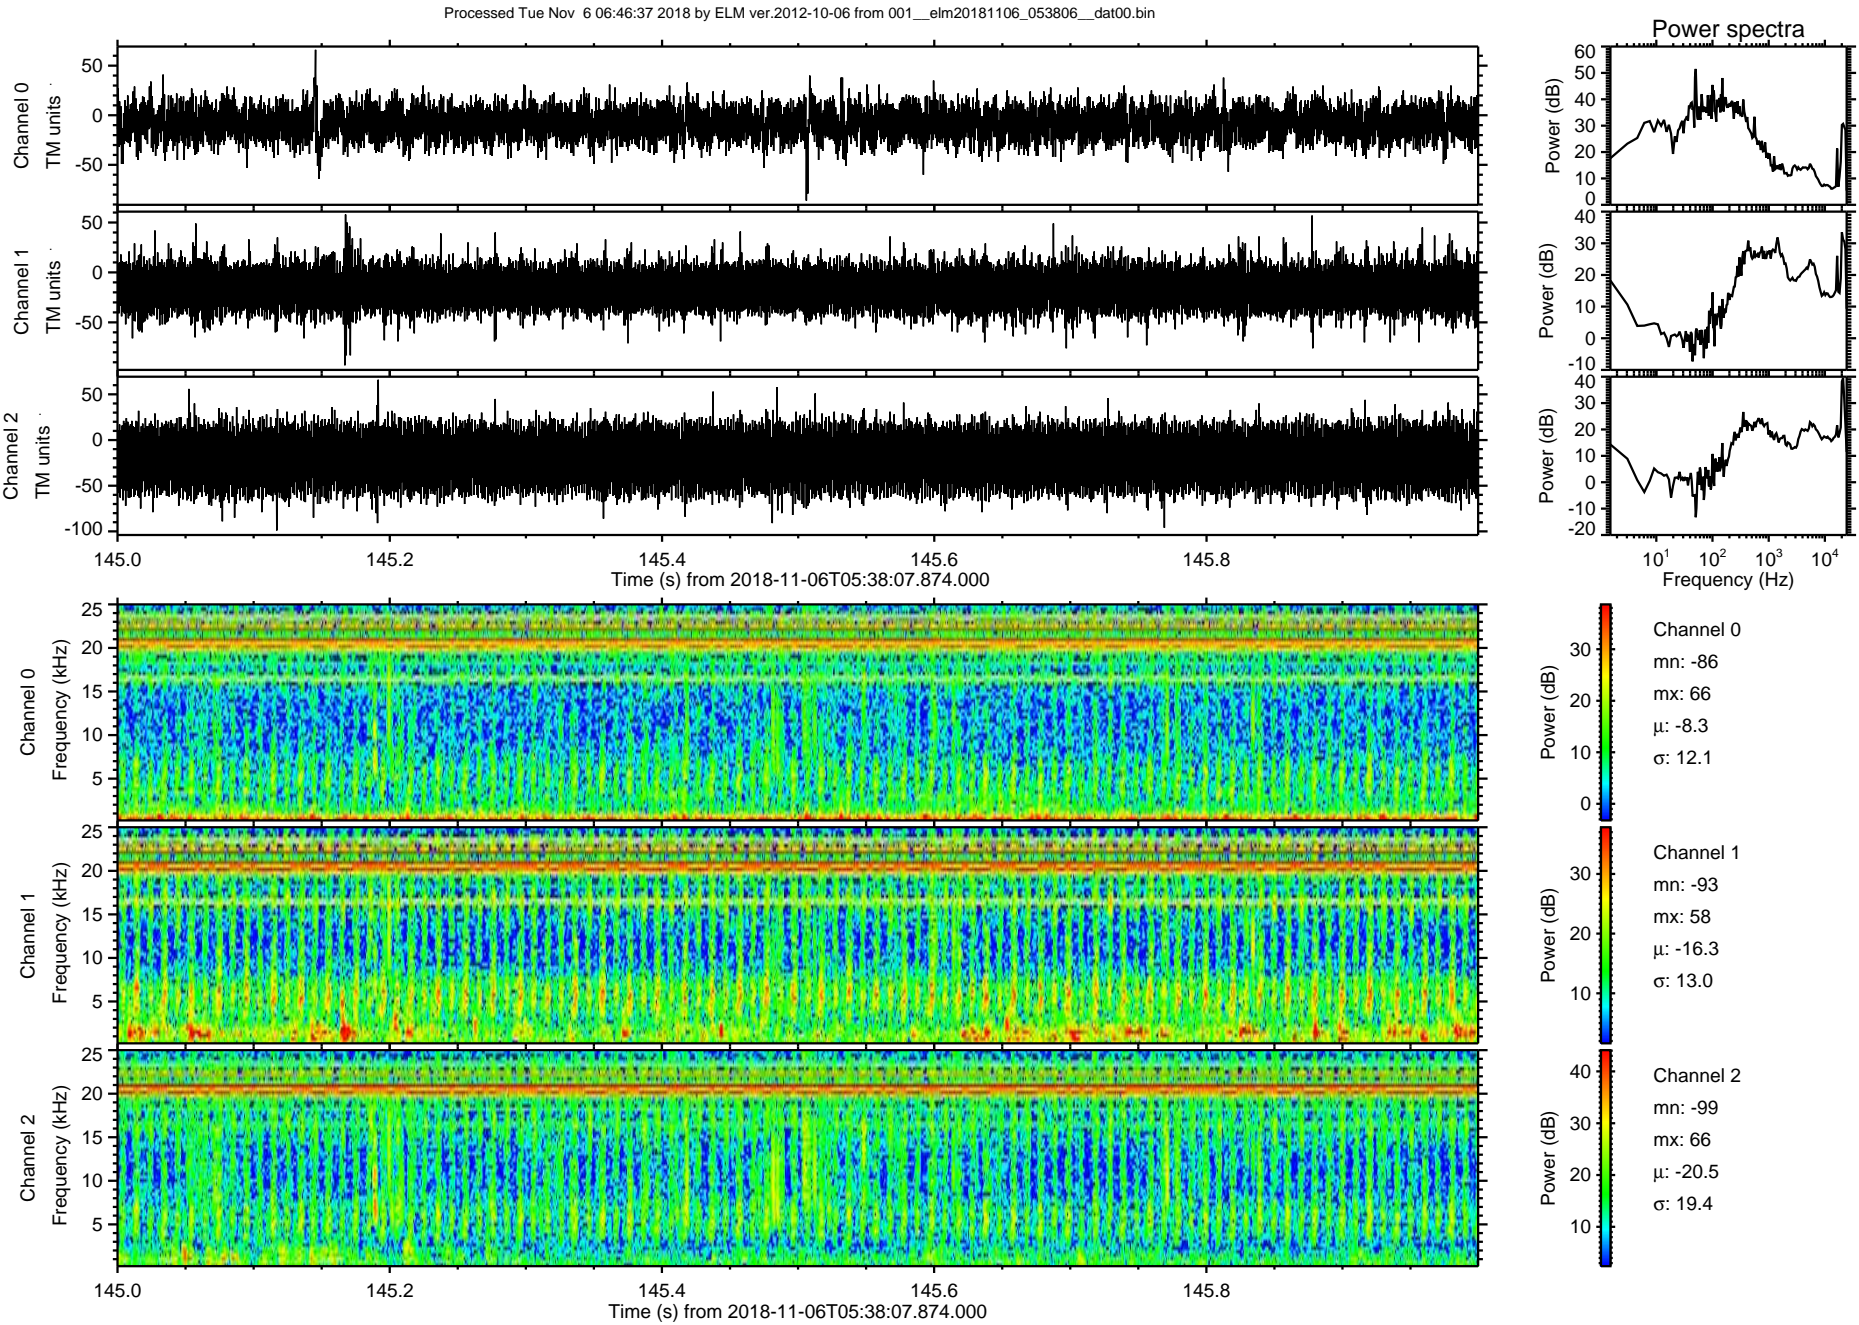 Processed Tue Nov  6 06:46:37 2018 by ELM ver.2012-10-06 from 001__elm20181106_053806__dat00.bin
Power spectra
Channel 0
TM units
50
0
-50
Power (dB)
60
50
40
30
20
10
0
Channel 1
TM units
50
0
-50
Power (dB)
40
30
20
10
0
-10
Channel 2
TM units
50
0
-50
-100
Power (dB)
40
30
20
10
0
-10
-20
145.0 145.2 145.4 145.6 145.8
Time (s) from 2018-11-06T05:38:07.874.000
10^1 10^2 10^3 10^4
Frequency (Hz)
Channel 0
Frequency (kHz)
25
20
15
10
5
Power (dB)
30
20
10
0
Channel 0
mn: -86
mx: 66
μ: -8.3
σ: 12.1
Channel 1
Frequency (kHz)
25
20
15
10
5
Power (dB)
30
20
10
Channel 1
mn: -93
mx: 58
μ: -16.3
σ: 13.0
Channel 2
Frequency (kHz)
25
20
15
10
5
Power (dB)
40
30
20
10
Channel 2
mn: -99
mx: 66
μ: -20.5
σ: 19.4
145.0 145.2 145.4 145.6 145.8
Time (s) from 2018-11-06T05:38:07.874.000